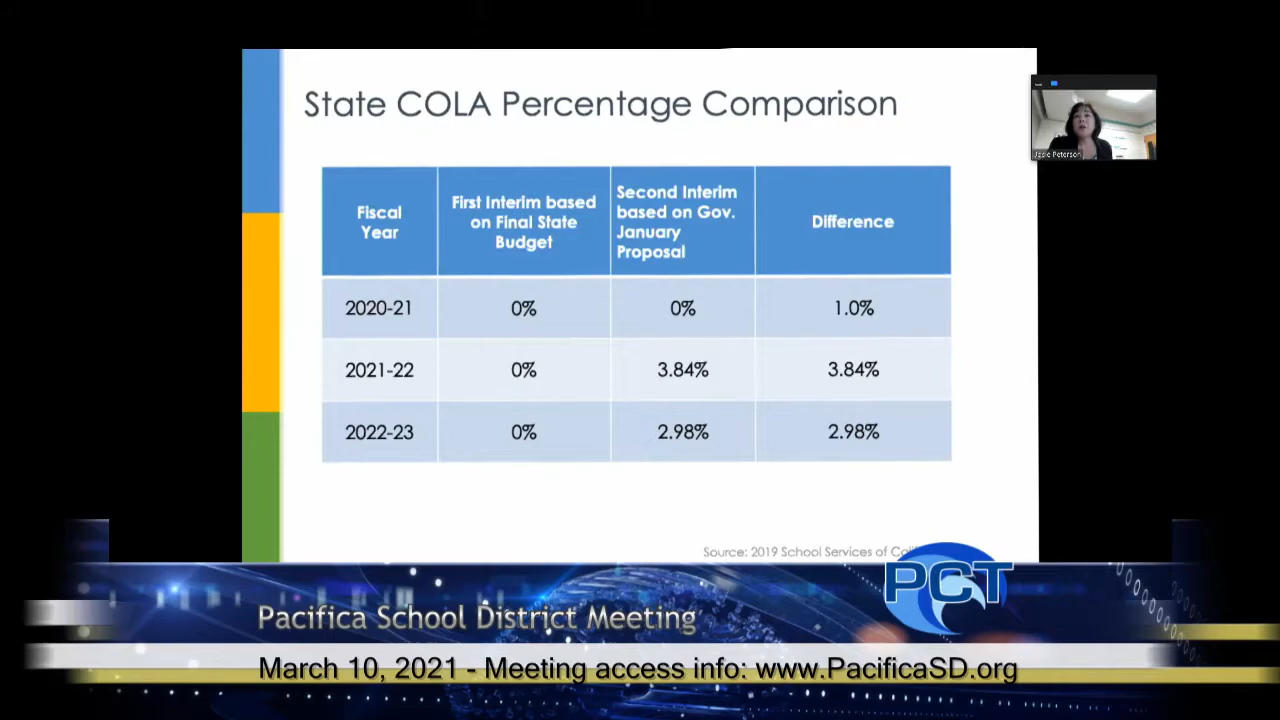 State COLA Percentage Comparison
Fiscal
Year
First Interim based
on Final State
Budget
Second Interim
based on Gov.
January
Proposal
Difference
2020-21
0%
0%
1.0%
2021-22
0%
3.84%
3.84%
2022-23
0%
2.98%
2.98%
Peterson
Source: 2019 School Services of
PCT
Pacifica School District Meeting
March 10, 2021 - Meeting access info: www.PacificaSD.org